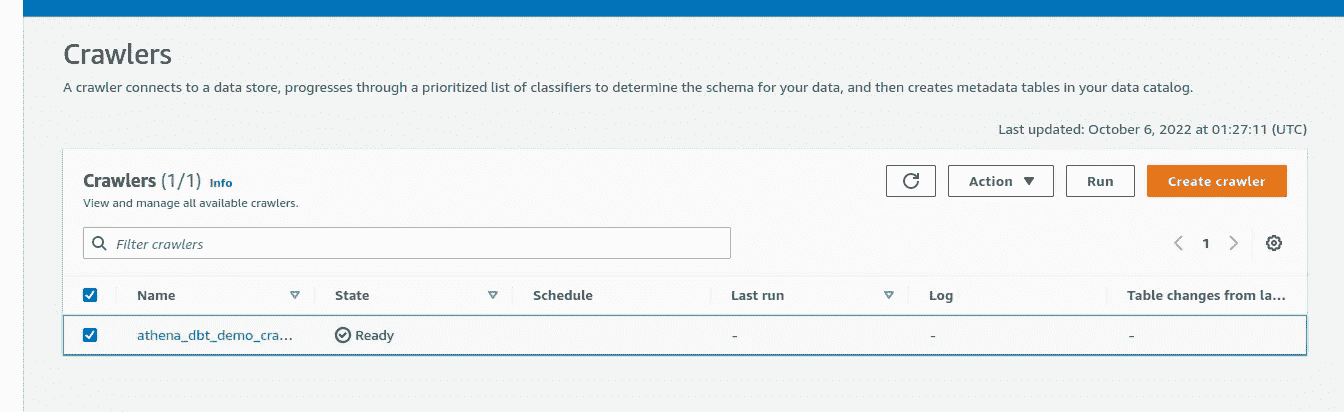 Crawlers
A crawler connects to a data store, progresses through a prioritized list of classifiers to determine the schema for your data, and then creates metadata tables in your data catalog.
Last updated: October 6, 2022 at 01:27:11 (UTC)
Crawlers (1/1) Info
View and manage all available crawlers.
Action Run Create crawler
Filter crawlers
1
Name State Schedule Last run Log Table changes from la...
athena_dbt_demo_cra... Ready - - -